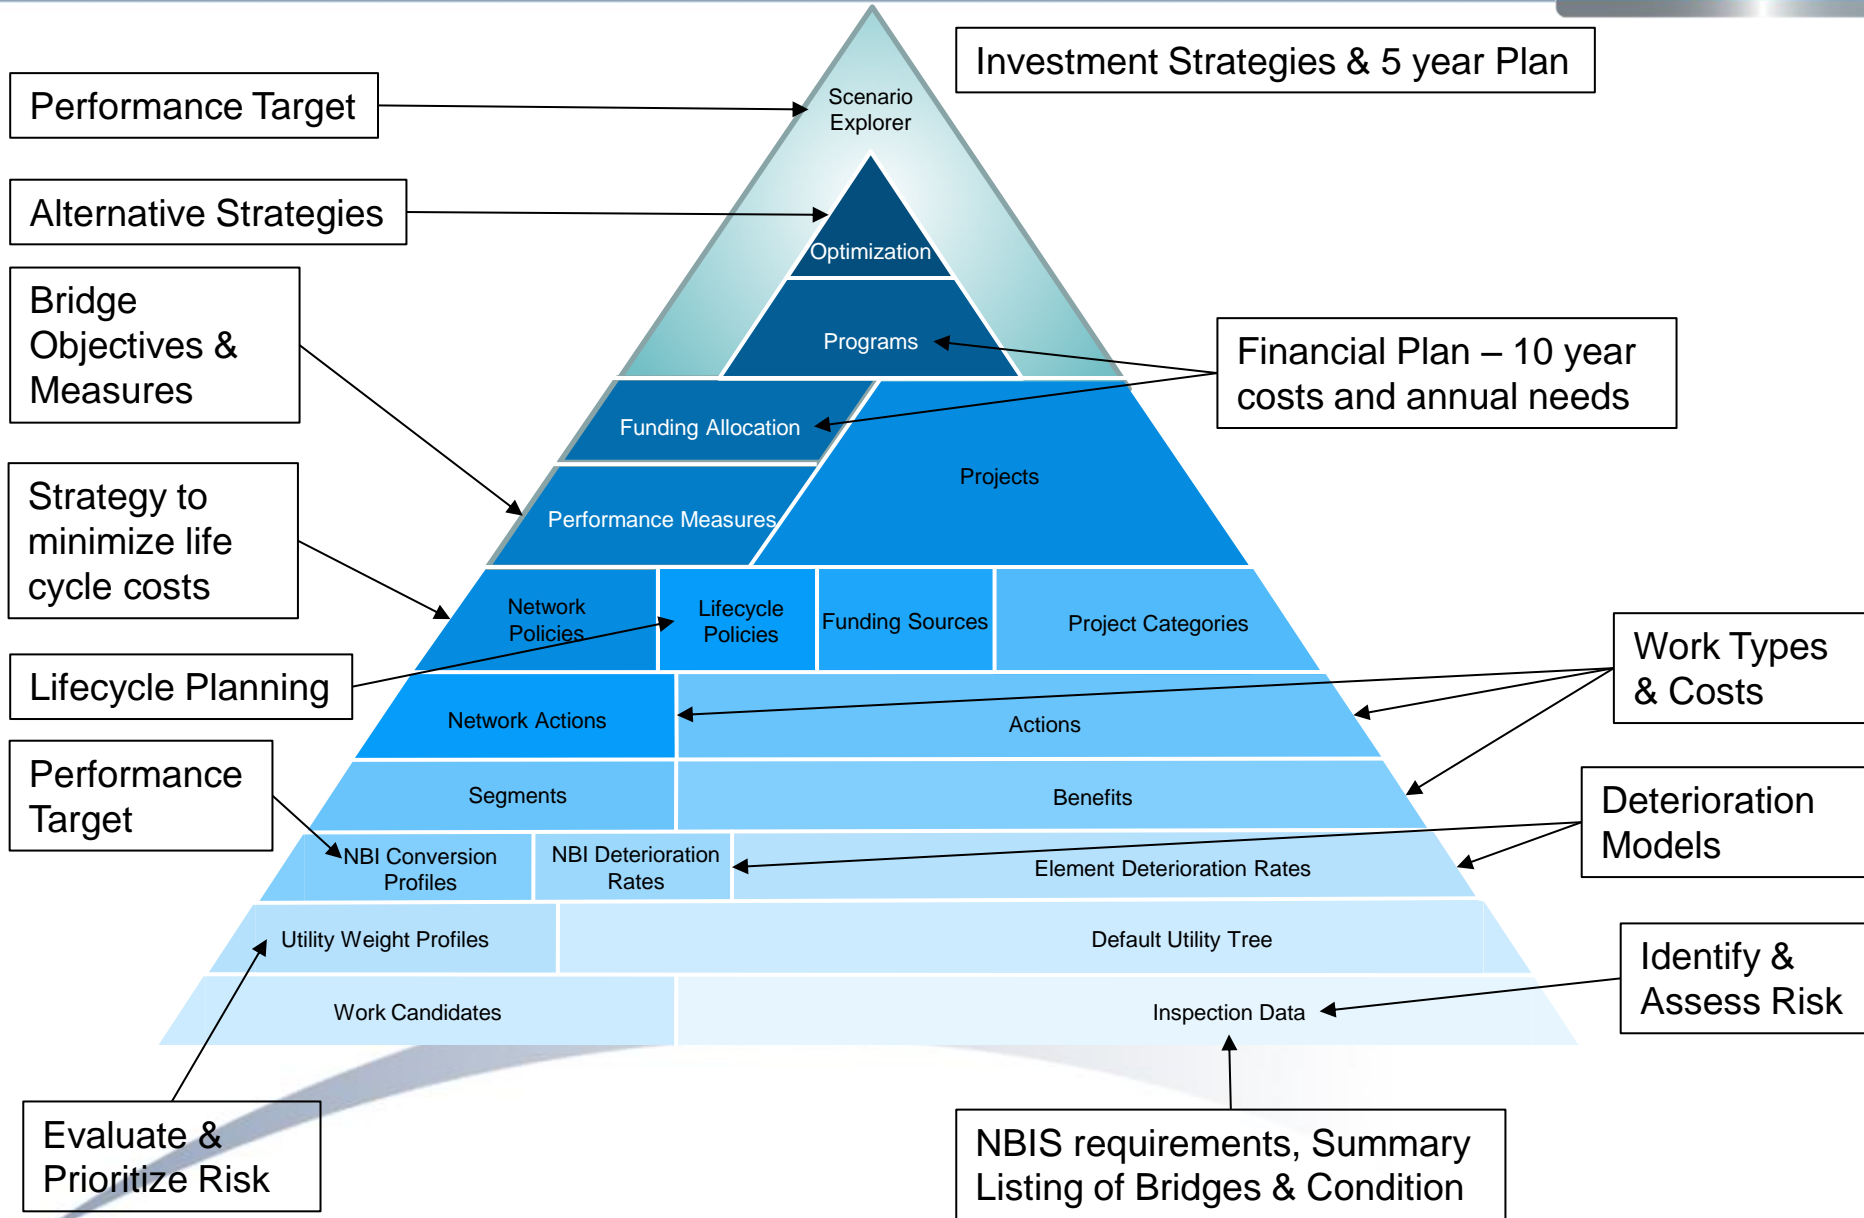 Investment Strategies & 5 year Plan
Performance Target
Scenario
Explorer
Alternative Strategies
Optimization
Bridge
Objectives &
Measures
Programs
Financial Plan – 10 year
costs and annual needs
Funding Allocation
Projects
Strategy to
minimize life
cycle costs
Performance Measures
Network
Policies
Lifecycle
Policies
Funding Sources
Project Categories
Work Types
& Costs
Lifecycle Planning
Network Actions
Actions
Performance
Target
Segments
Benefits
Deterioration
Models
NBI Conversion
Profiles
NBI Deterioration
Rates
Element Deterioration Rates
Utility Weight Profiles
Default Utility Tree
Identify &
Assess Risk
Work Candidates
Inspection Data
Evaluate &
Prioritize Risk
NBIS requirements, Summary
Listing of Bridges & Condition